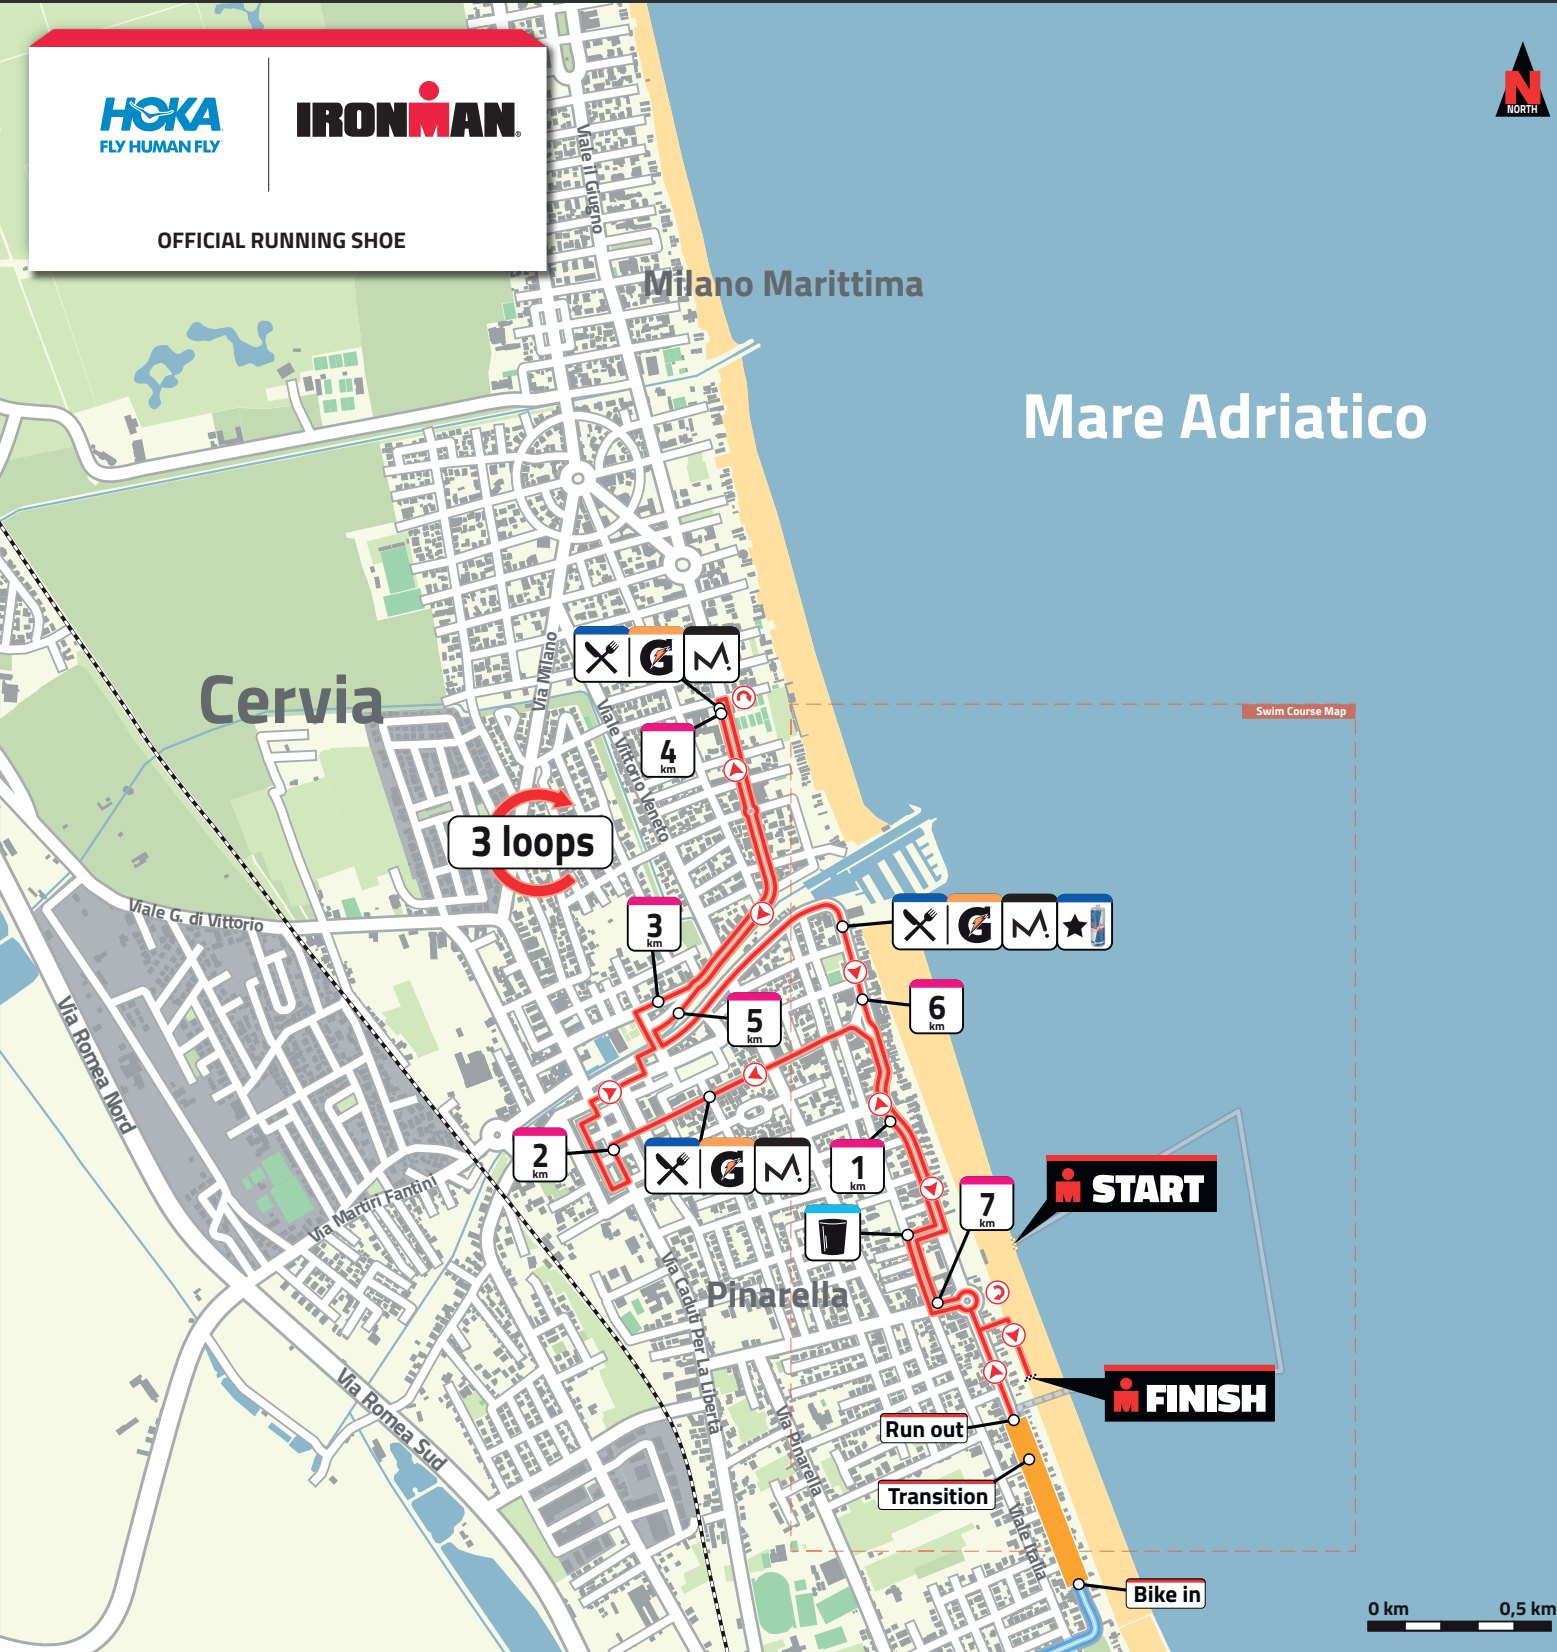 HOKA
FLY HUMAN FLY
IRONMAN®
OFFICIAL RUNNING SHOE
N
NORTH
Viale il Giugno
Milano Marittima
Mare Adriatico
Via Milano
G
Cervia
Viale Vittorio Veneto
Swim Course Map
4
km
3 loops
Viale G. di Vittorio
3
km
G
5
km
6
km
Via Romea Nord
2
km
G
1
km
START
7
km
Via Martiri Fantini
Via Caduti Per La Libertà
Pinarella
Via Romea Sud
FINISH
Via Pinarella
Run out
Transition
Viale Italia
Bike in
0 km
0,5 km